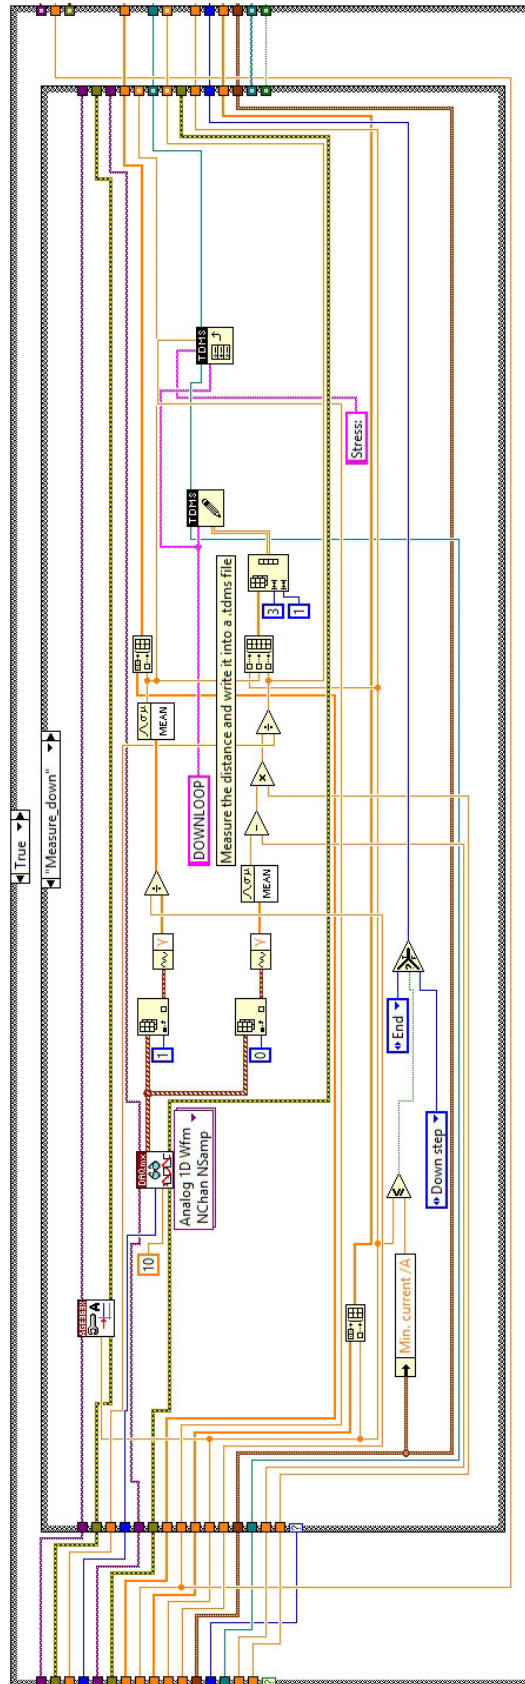 True
"Measure_down"
A
DAQmx
Analog 1D Wfm
NChan NSamp
10
1
0
Y
Y
MEAN
MEAN
DOWNLOOP
Measure the distance and write it into a .tdms file
3
1
TDMS
TDMS
Stress:
Min. current /A
End
Down step